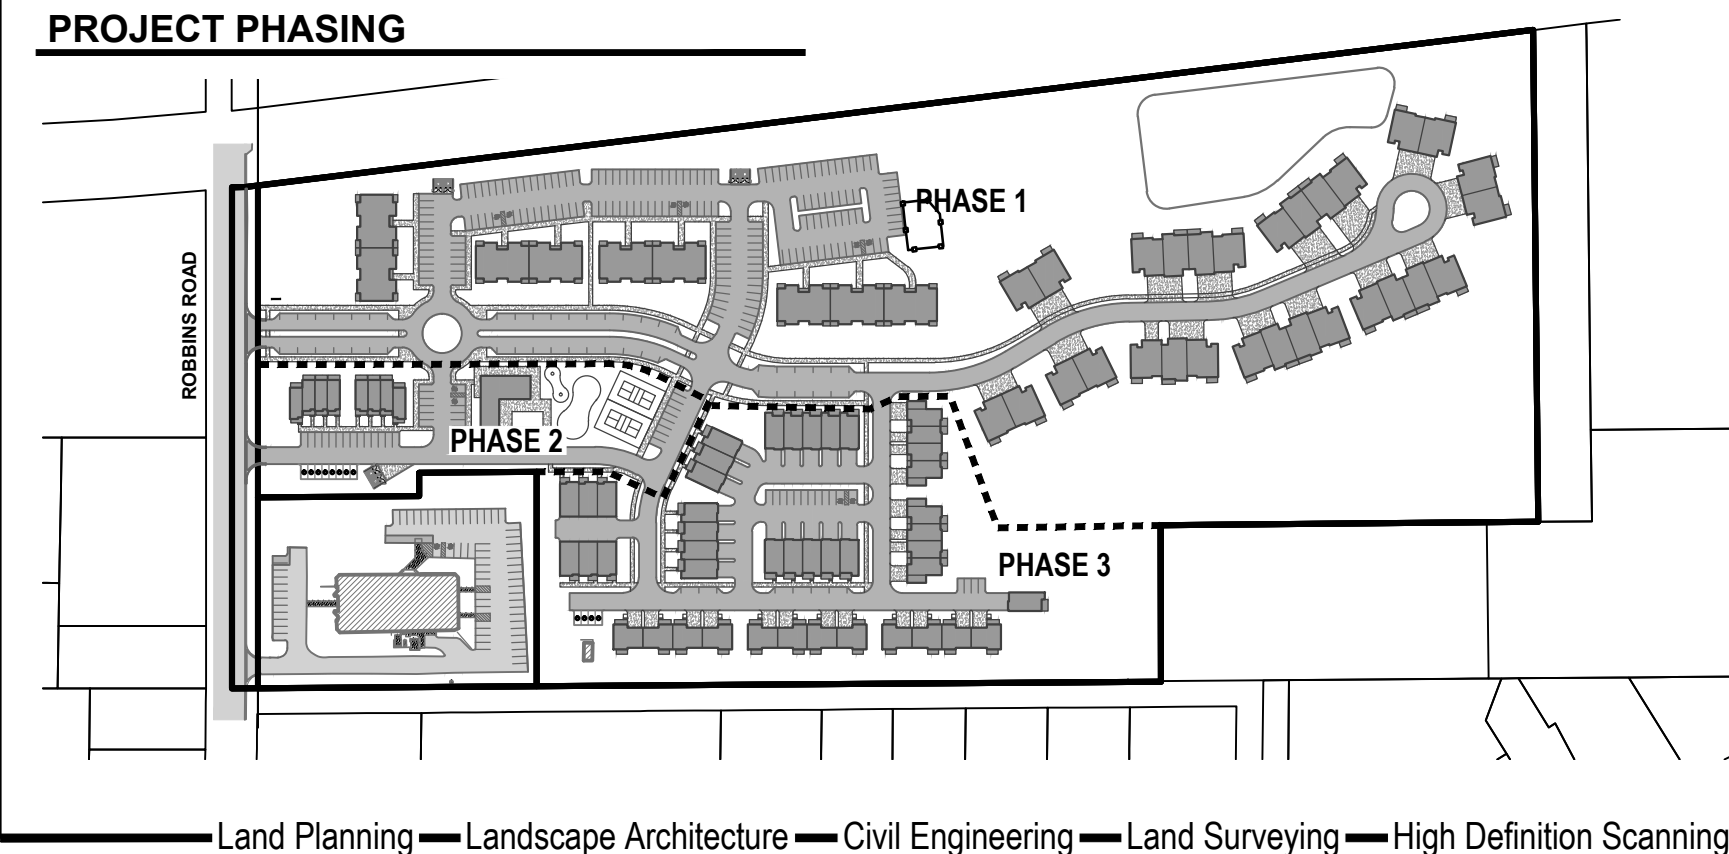 PROJECT PHASING
PHASE 1
ROBBINS ROAD
PHASE 2
PHASE 3
Land Planning Landscape Architecture Civil Engineering Land Surveying High Definition Scanning